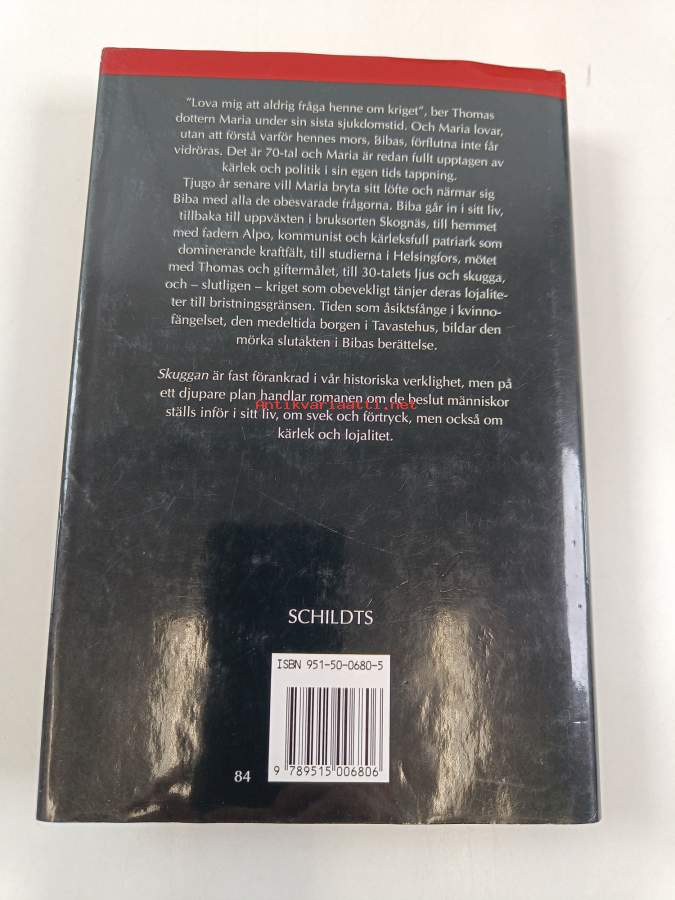 "Lova mig att aldrig fråga henne om kriget", ber Thomas
dottern Maria under sin sista sjukdomstid. Och Maria lovar,
utan att förstå varför hennes mors, Bibas, förflutna inte får
vidröras. Det är 70-tal och Maria är redan fullt upptagen av
kärlek och politik i sin egen tids tappning.
Tjugo år senare vill Maria bryta sitt löfte och närmar sig
Biba med alla de obesvarade frågorna. Biba går in i sitt liv,
tillbaka till uppväxten i bruksorten Skognäs, till hemmet
med fadern Alpo, kommunist och kärleksfull patriark som
dominerande kraftfält, till studierna i Helsingfors, mötet
med Thomas och giftermålet, till 30-talets ljus och skugga,
och – slutligen – kriget som obevekligt tänjer deras lojalite-
ter till bristningsgränsen. Tiden som åsiktsfånge i kvinno-
fängelset, den medeltida borgen i Tavastehus, bildar den
mörka slutakten i Bibas berättelse.
Skuggan är fast förankrad i vår historiska verklighet, men på
ett djupare plan handlar romanen om de beslut människor
Antikvariaatti.net
ställs inför i sitt liv, om svek och förtryck, men också om
kärlek och lojalitet.
SCHILDTS
ISBN 951-50-0680-5
84
9 789515 006806